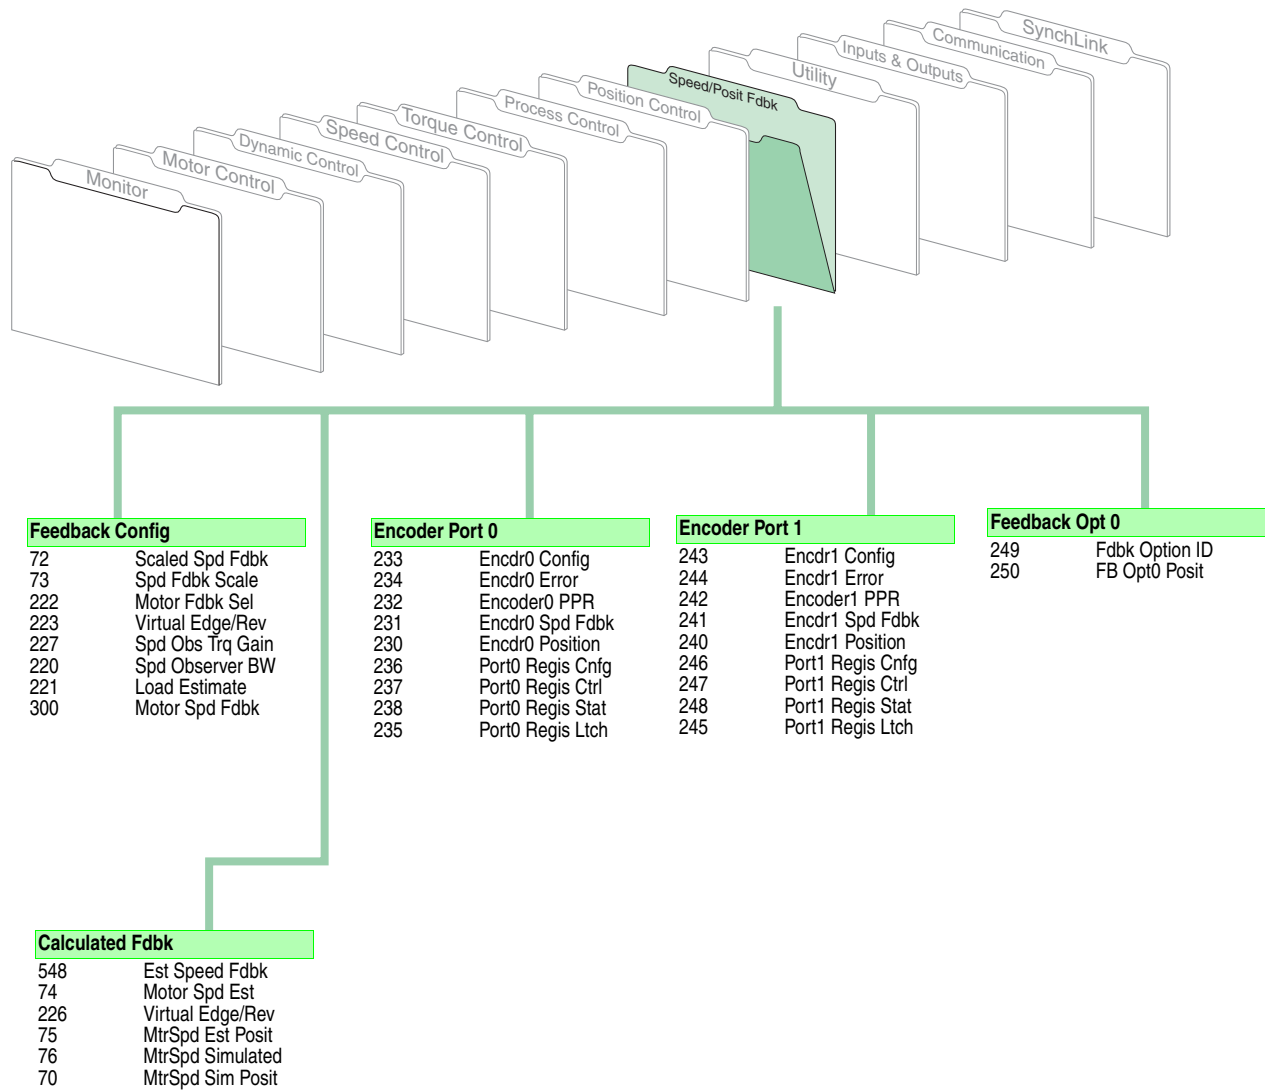 SynchLink
Communication
Inputs & Outputs
Utility
Speed/Posit Fdbk
Position Control
Process Control
Torque Control
Speed Control
Dynamic Control
Motor Control
Monitor
Feedback Config
72 Scaled Spd Fdbk
73 Spd Fdbk Scale
222 Motor Fdbk Sel
223 Virtual Edge/Rev
227 Spd Obs Trq Gain
220 Spd Observer BW
221 Load Estimate
300 Motor Spd Fdbk
Encoder Port 0
233 Encdr0 Config
234 Encdr0 Error
232 Encoder0 PPR
231 Encdr0 Spd Fdbk
230 Encdr0 Position
236 Port0 Regis Cnfg
237 Port0 Regis Ctrl
238 Port0 Regis Stat
235 Port0 Regis Ltch
Encoder Port 1
243 Encdr1 Config
244 Encdr1 Error
242 Encoder1 PPR
241 Encdr1 Spd Fdbk
240 Encdr1 Position
246 Port1 Regis Cnfg
247 Port1 Regis Ctrl
248 Port1 Regis Stat
245 Port1 Regis Ltch
Feedback Opt 0
249 Fdbk Option ID
250 FB Opt0 Posit
Calculated Fdbk
548 Est Speed Fdbk
74 Motor Spd Est
226 Virtual Edge/Rev
75 MtrSpd Est Posit
76 MtrSpd Simulated
70 MtrSpd Sim Posit